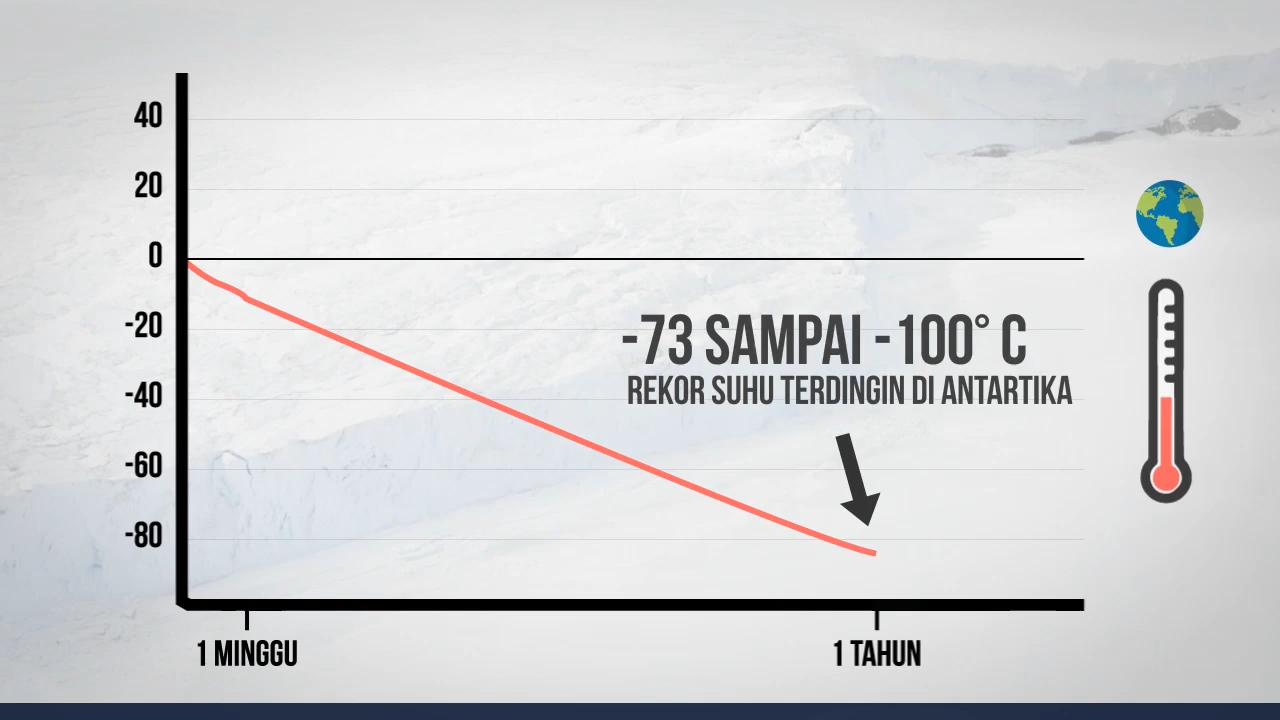 40
20
0
-20
-40
-60
-80
-73 SAMPAI -100° C
REKOR SUHU TERDINGIN DI ANTARTIKA
1 MINGGU
1 TAHUN